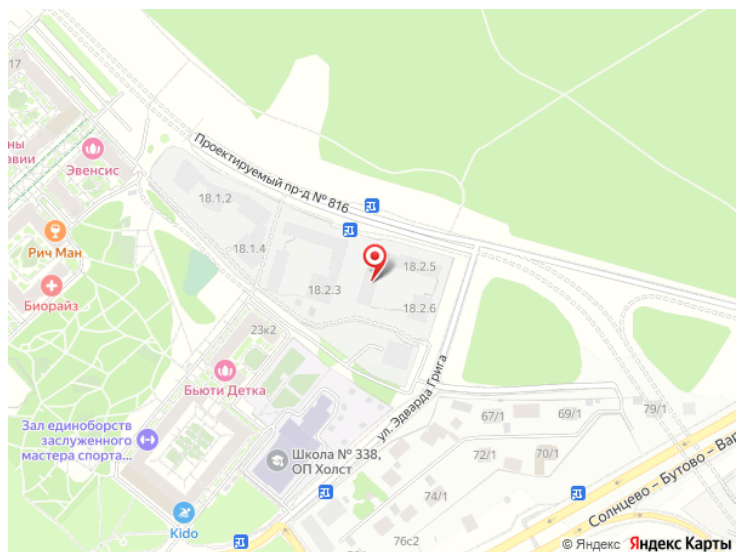 17
ны
авии
Эвенсис
Проектируемый пр-д № 816
18.1.2
18.1.4
Рич Ман
Биорайз
18.2.5
18.2.3
18.2.6
23к2
Бьюти Детка
ул. Эдварда Грига
79/1
69/1
67/1
Зал единоборств
заслуженного
мастера спорта...
Школа № 338,
ОП Холст
72/1
70/1
74/1
Солнцево – Бутово – Вар
Kido
76с2
© Яндекс Яндекс Карты